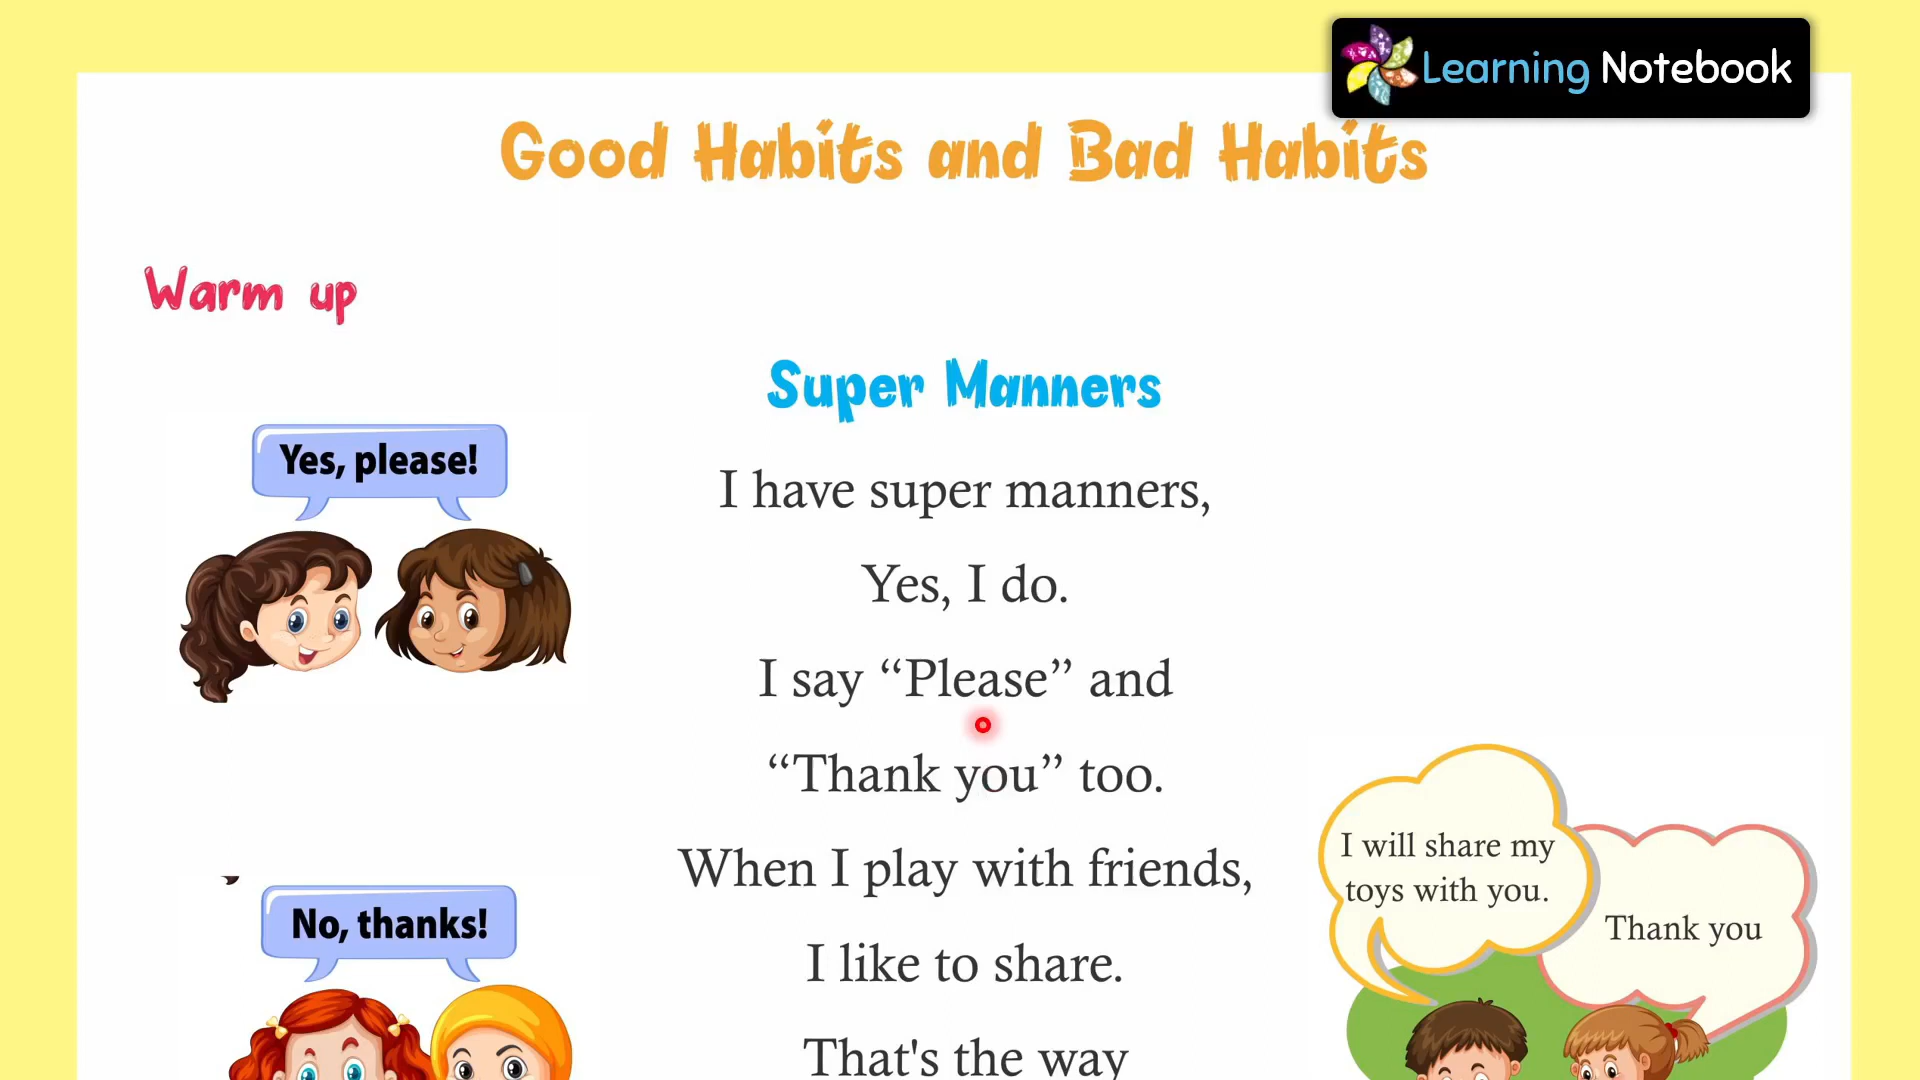 Learning Notebook
Good Habits and Bad Habits
Warm up
Super Manners
Yes, please!
I have super manners,
Yes, I do.
I say “Please” and
“Thank you” too.
When I play with friends,
I like to share.
That's the way
No, thanks!
I will share my
toys with you.
Thank you